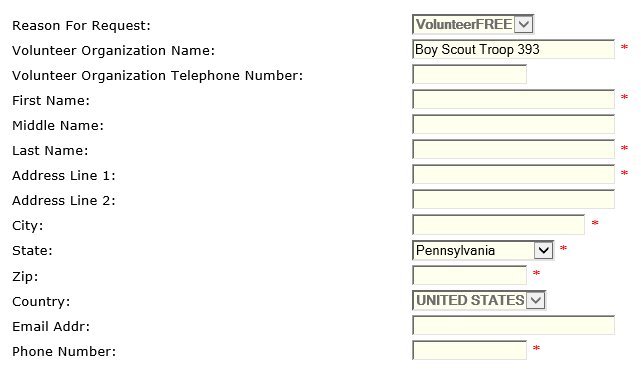 Reason For Request: VolunteerFREE
Volunteer Organization Name: Boy Scout Troop 393 *
Volunteer Organization Telephone Number:
First Name: *
Middle Name:
Last Name: *
Address Line 1: *
Address Line 2:
City: *
State: Pennsylvania *
Zip: *
Country: UNITED STATES
Email Addr:
Phone Number: *